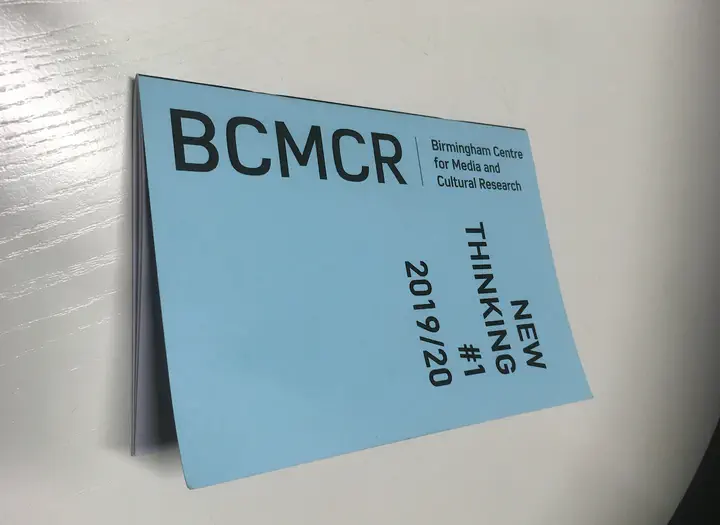 BCMCR
Birmingham Centre
for Media and
Cultural Research
NEW
THINKING
#1
2019/20